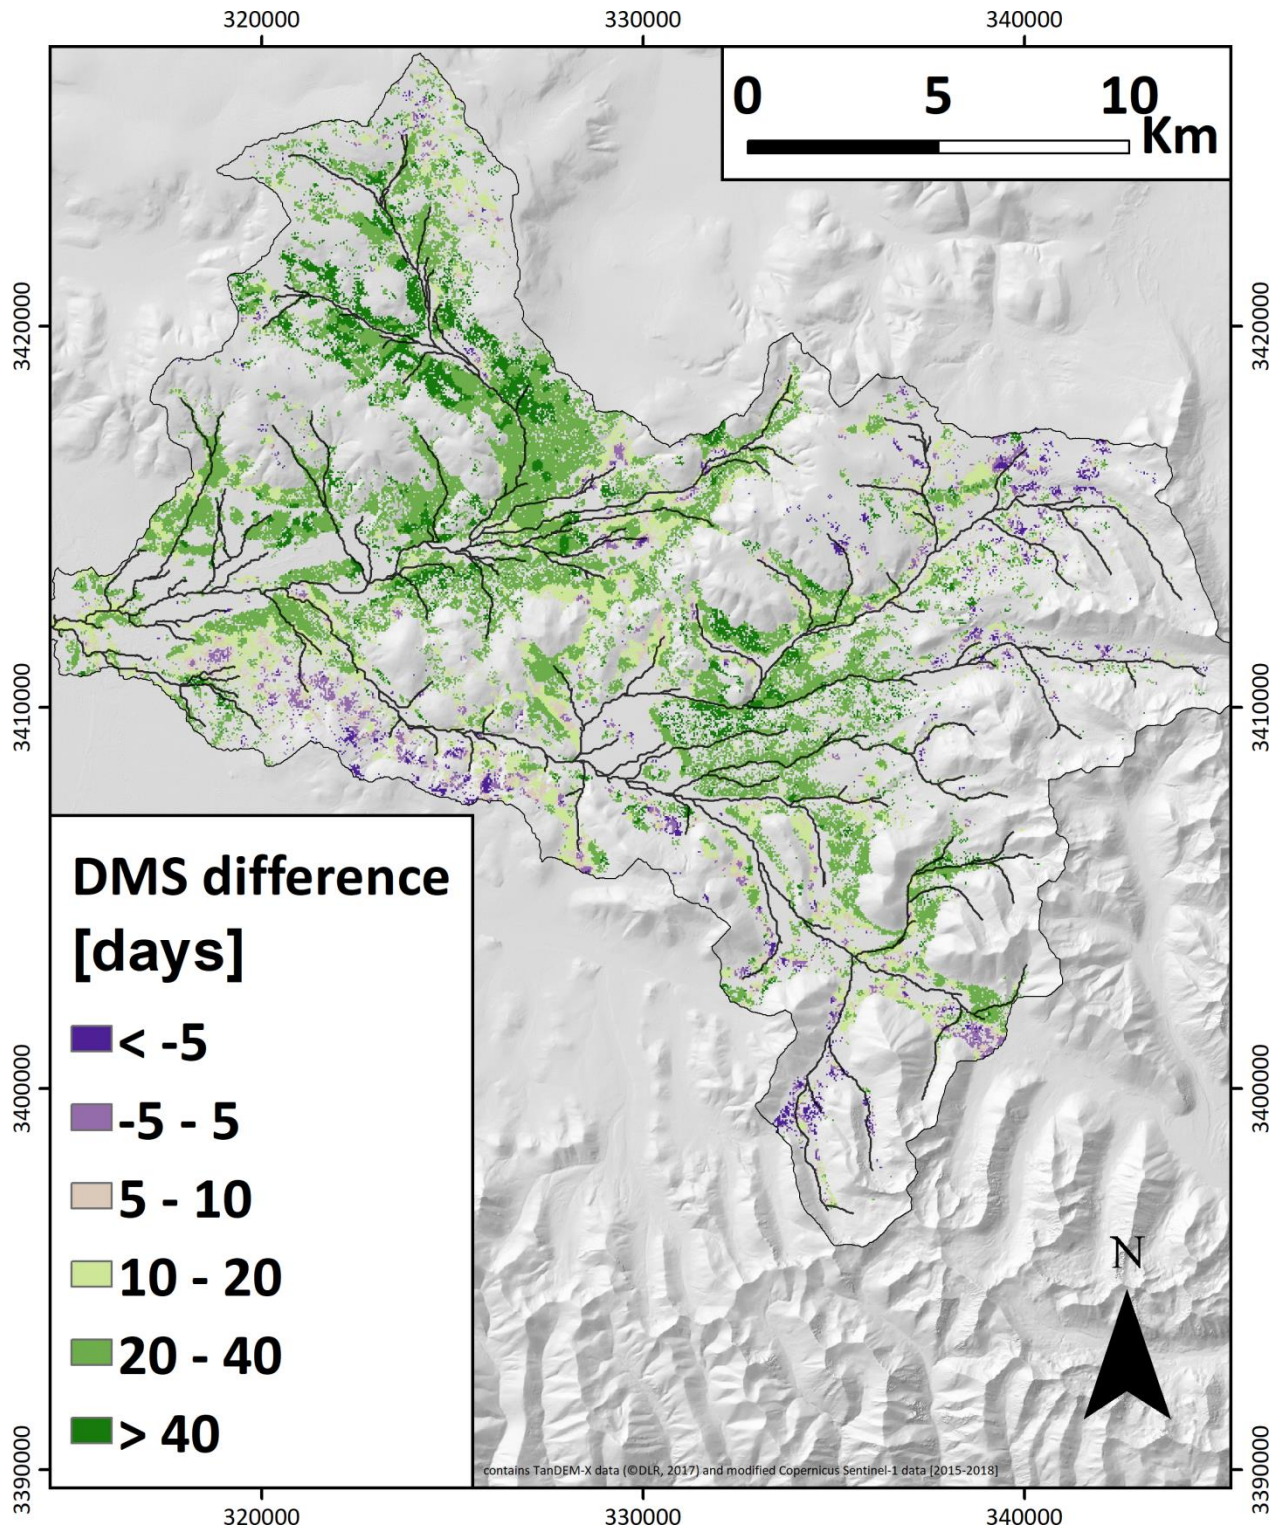 320000 330000 340000
0 5 10
Km
3420000 3420000
3410000 3410000
DMS difference
[days]
< -5
-5 - 5
5 - 10
10 - 20
20 - 40
> 40
3400000 3400000
N
3390000 3390000
contains TanDEM-X data (©DLR, 2017) and modified Copernicus Sentinel-1 data [2015-2018]
320000 330000 340000